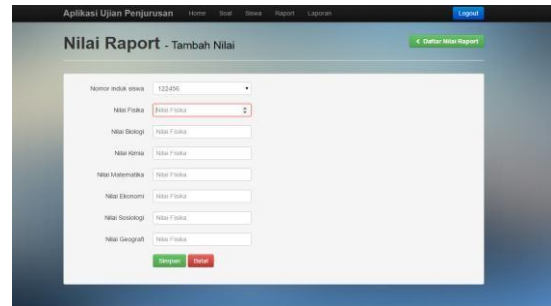 Aplikasi Ujian Penjurusan Home Soal Siswa Raport Laporan Logout
Nilai Raport - Tambah Nilai
< Daftar Nilai Raport
Nomor Induk siswa 122456
Nilai Fisika Nilai Fisika
Nilai Biologi Nilai Fisika
Nilai Kimia Nilai Fisika
Nilai Matematika Nilai Fisika
Nilai Ekonomi Nilai Fisika
Nilai Sosiologi Nilai Fisika
Nilai Geografi Nilai Fisika
Simpan Batal